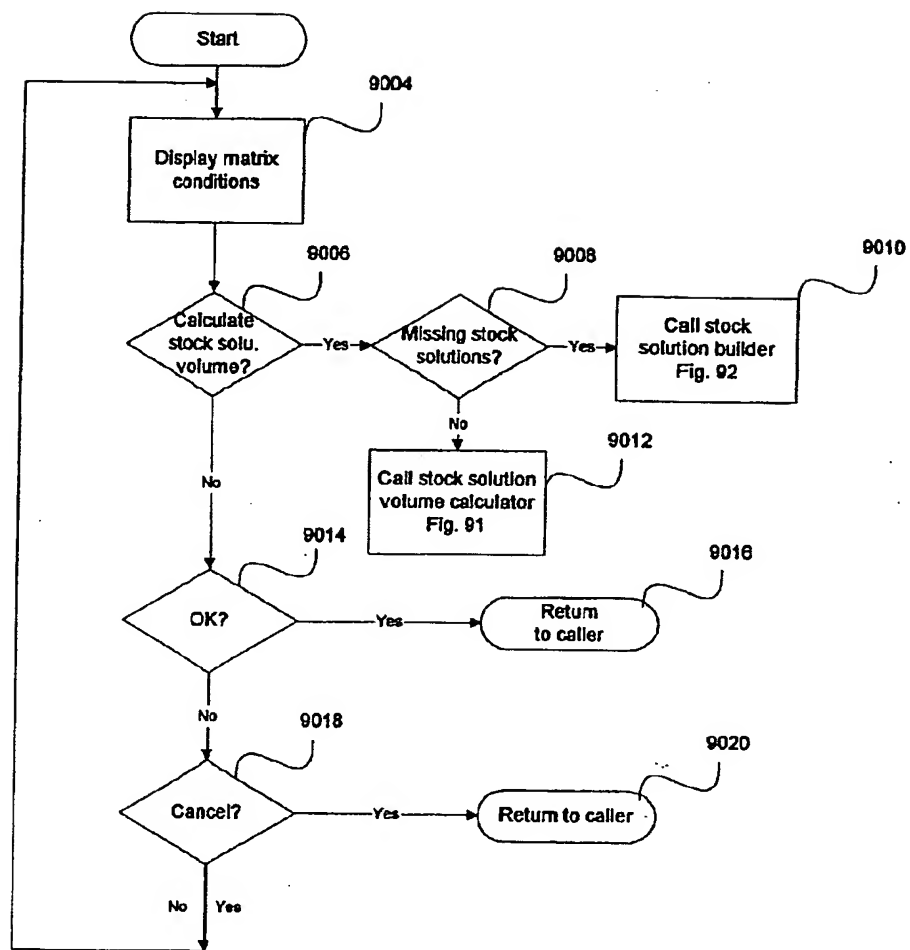 Start
9004
Display matrix
conditions
9006
9008
9010
Calculate
stock solu.
volume?
Yes
Missing stock
solutions?
Yes
Call stock
solution builder
Fig. 92
No
9012
Call stock solution
volume calculator
Fig. 91
No
9014
9016
OK?
Yes
Return
to caller
No
9018
9020
Cancel?
Yes
Return to caller
No Yes